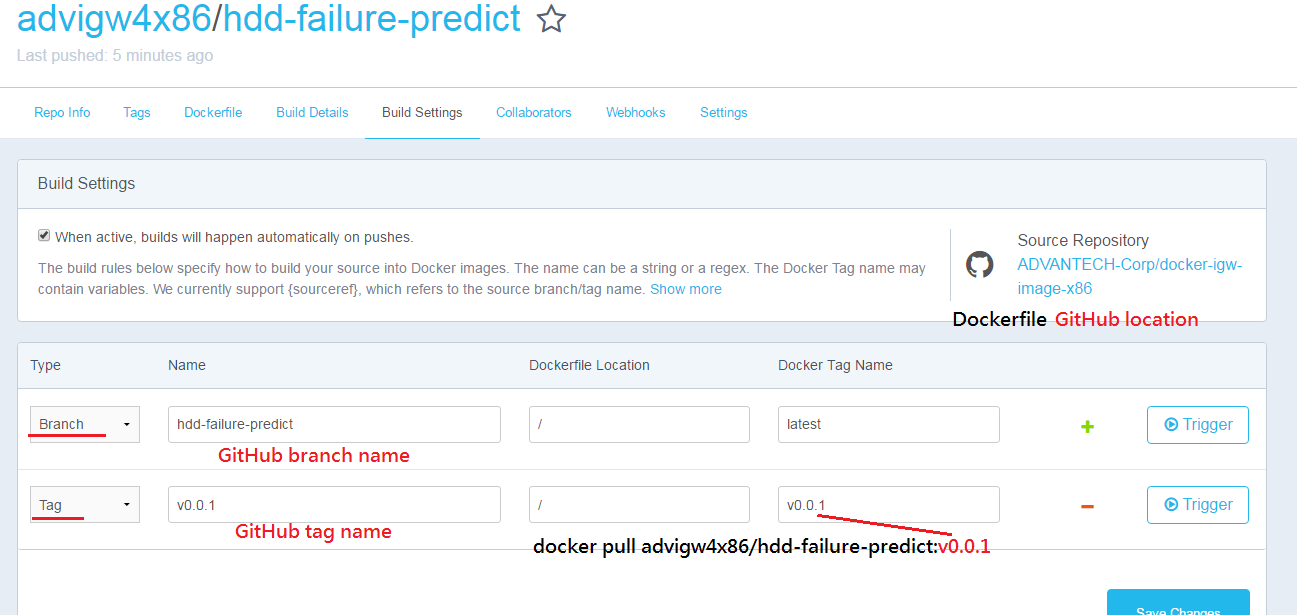 advigw4x86/hdd-failure-predict
Last pushed: 5 minutes ago
Repo Info Tags Dockerfile Build Details Build Settings Collaborators Webhooks Settings
Build Settings
When active, builds will happen automatically on pushes.
The build rules below specify how to build your source into Docker images. The name can be a string or a regex. The Docker Tag name may
contain variables. We currently support {sourceref}, which refers to the source branch/tag name. Show more
Source Repository
ADVANTECH-Corp/docker-igw-
image-x86
Dockerfile GitHub location
Type Name Dockerfile Location Docker Tag Name
Branch hdd-failure-predict / latest + Trigger
GitHub branch name
Tag v0.0.1 / v0.0.1 − Trigger
GitHub tag name
docker pull advigw4x86/hdd-failure-predict:v0.0.1
Save Changes